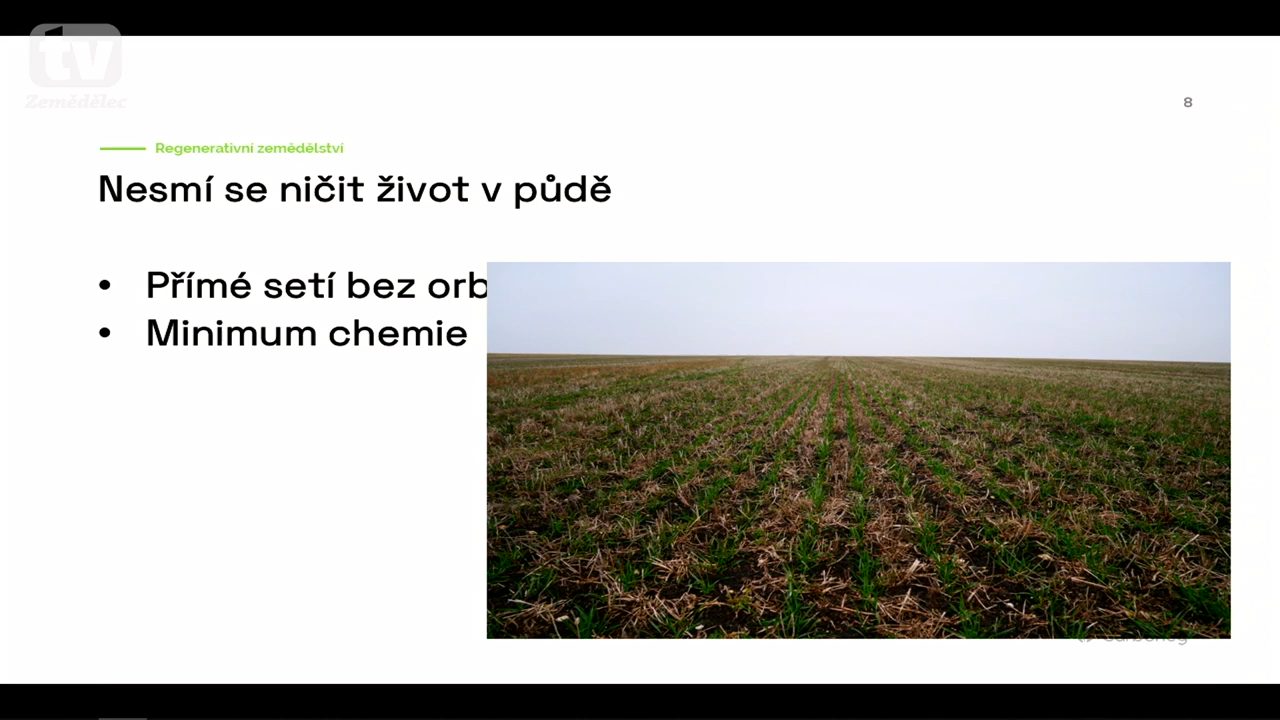 tv
Zemědělec
8
Regenerativní zemědělství
Nesmí se ničit život v půdě
• Přímé setí bez orb
• Minimum chemie